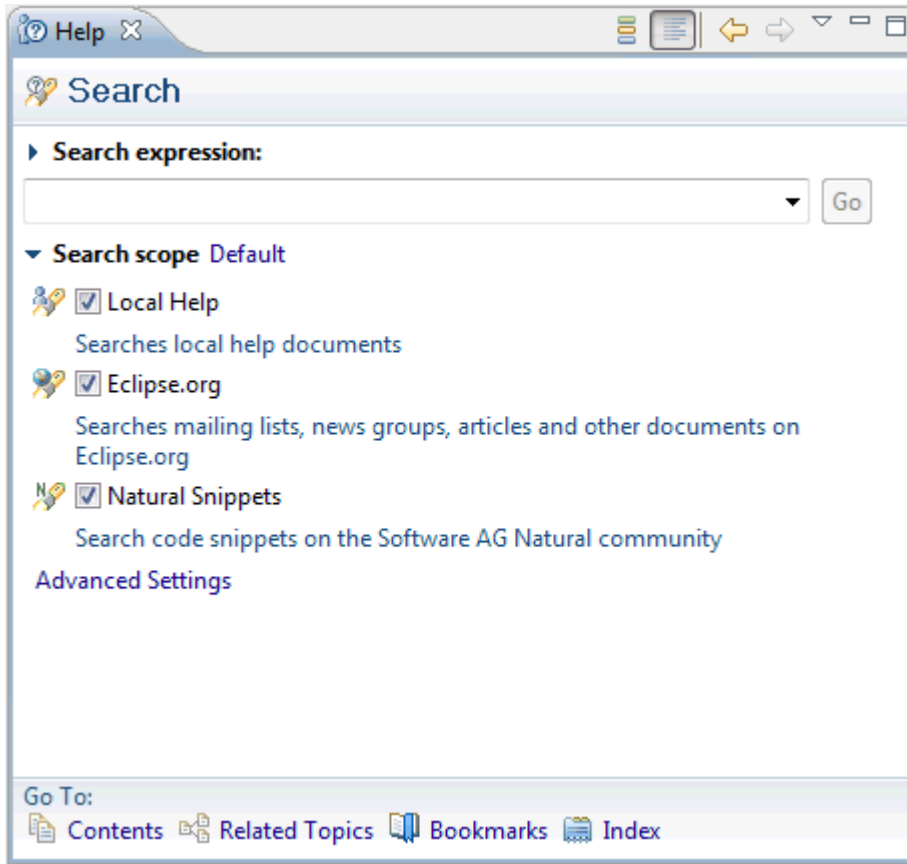 Help
Search
Search expression:
Go
Search scope Default
Local Help
Searches local help documents
Eclipse.org
Searches mailing lists, news groups, articles and other documents on
Eclipse.org
N
Natural Snippets
Search code snippets on the Software AG Natural community
Advanced Settings
Go To:
Contents Related Topics Bookmarks Index